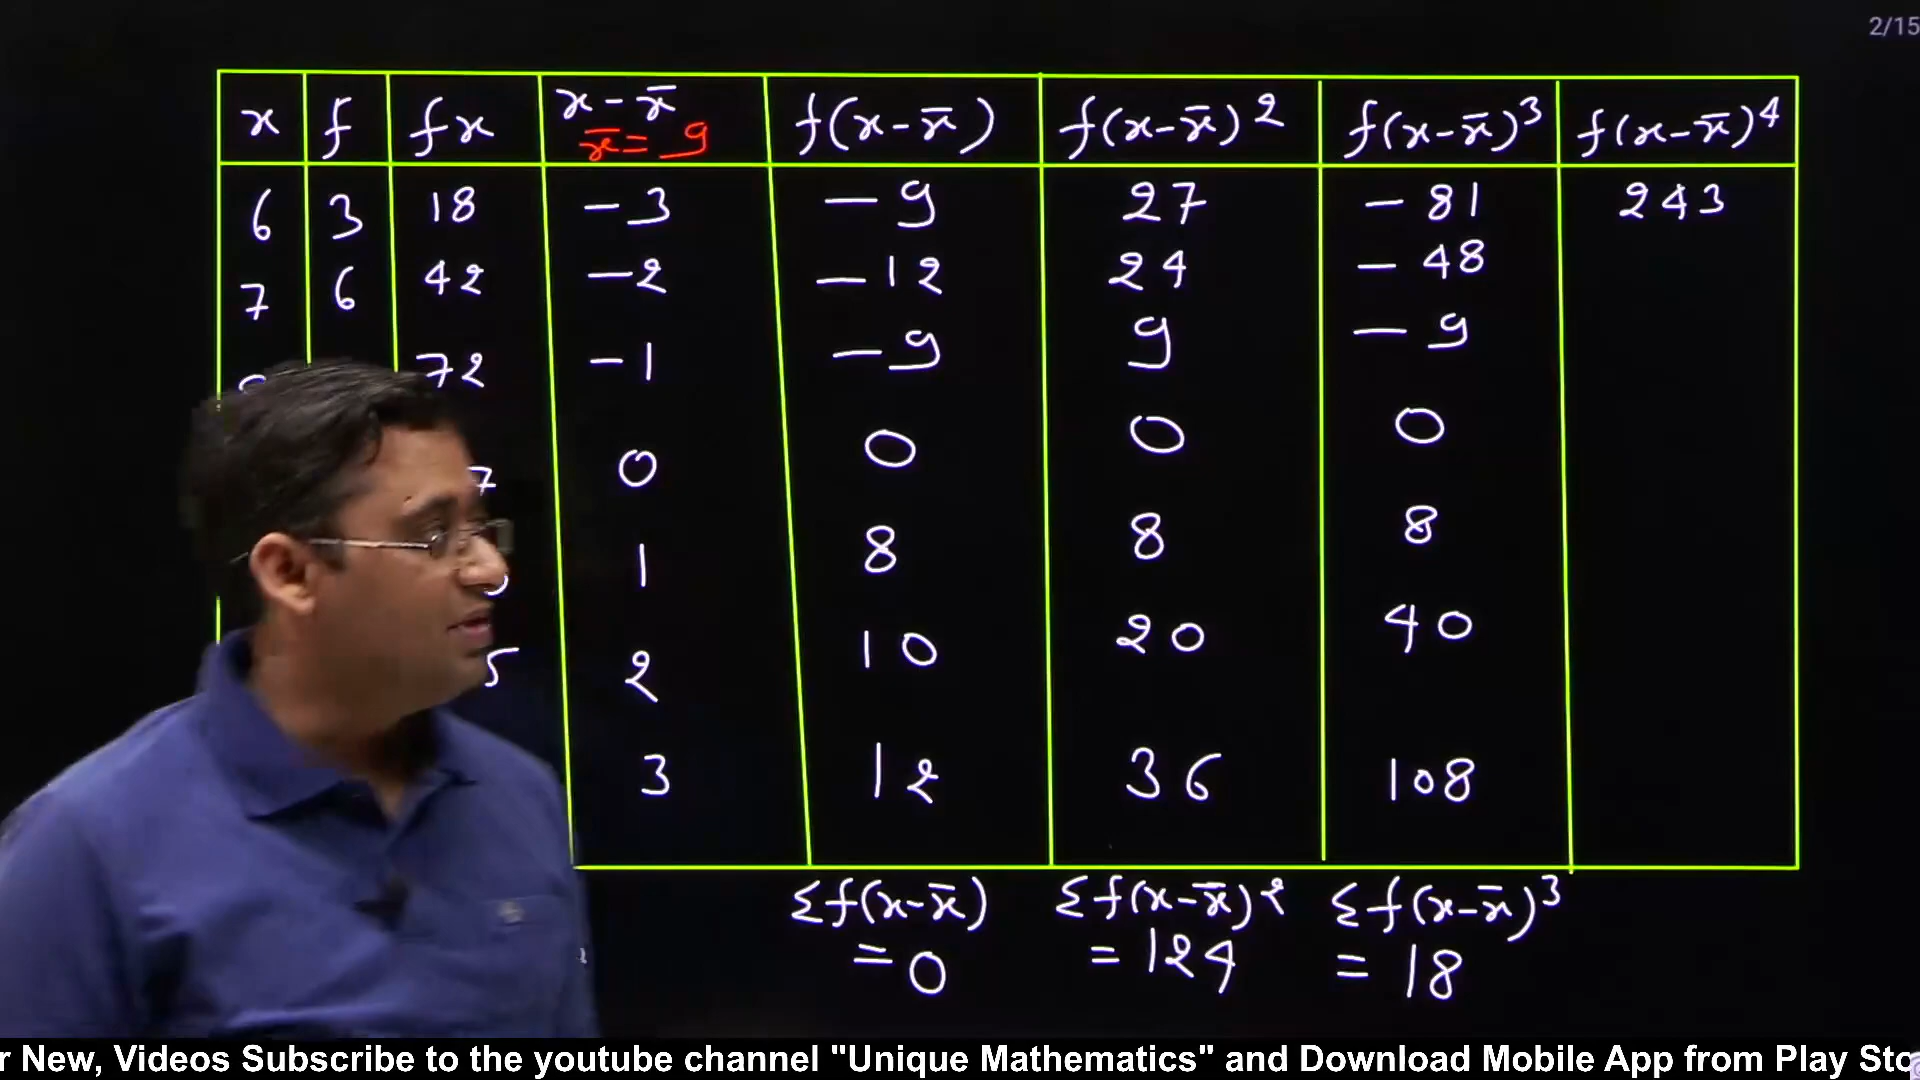 2/15
x f fx x - x̄ f(x-x̄) f(x-x̄)² f(x-x̄)³ f(x-x̄)⁴
x̄ = 9
6 3 18 -3 -9 27 -81 243
7 6 42 -2 -12 24 -48
72 -1 -9 9 -9
7 0 0 0 0
1 8 8 8
5 2 10 20 40
3 12 36 108
Σf(x-x̄) Σf(x-x̄)² Σf(x-x̄)³
= 0 = 124 = 18
r New, Videos Subscribe to the youtube channel "Unique Mathematics" and Download Mobile App from Play Sto